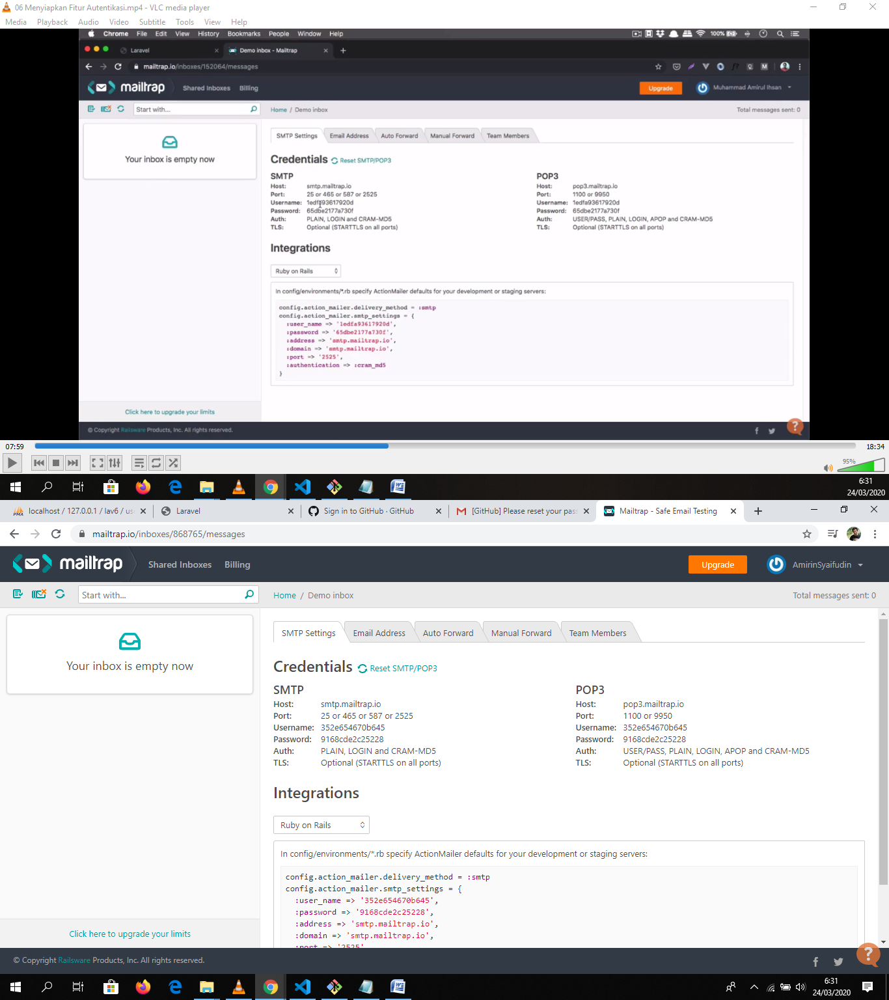 06 Menyiapkan Fitur Autentikasi.mp4 - VLC media player
Media Playback Audio Video Subtitle Tools View Help
Chrome File Edit View History Bookmarks People Window Help 100%
Laravel Demo inbox - Mailtrap
mailtrap.io/inboxes/152064/messages
mailtrap Shared Inboxes Billing Upgrade Muhammad Amirul Ihsan
Start with... Home / Demo inbox Total messages sent: 0
Your inbox is empty now
SMTP Settings Email Address Auto Forward Manual Forward Team Members
Credentials Reset SMTP/POP3
SMTP POP3
Host: smtp.mailtrap.io Host: pop3.mailtrap.io
Port: 25 or 465 or 587 or 2525 Port: 1100 or 9950
Username: 1edfa93617920d Username: 1edfa93617920d
Password: 65dbe2177a730f Password: 65dbe2177a730f
Auth: PLAIN, LOGIN and CRAM-MD5 Auth: USER/PASS, PLAIN, LOGIN, APOP and CRAM-MD5
TLS: Optional (STARTTLS on all ports) TLS: Optional (STARTTLS on all ports)
Integrations
Ruby on Rails
In config/environments/*.rb specify ActionMailer defaults for your development or staging servers:
config.action_mailer.delivery_method = :smtp
config.action_mailer.smtp_settings = {
:user_name => '1edfa93617920d',
:password => '65dbe2177a730f',
:address => 'smtp.mailtrap.io',
:domain => 'smtp.mailtrap.io',
:port => '2525',
:authentication => :cram_md5
}
Click here to upgrade your limits
© Copyright Railsware Products, Inc. All rights reserved.
07:59 18:34
95%
6:31
24/03/2020
localhost / 127.0.0.1 / lav6 / us Laravel Sign in to GitHub · GitHub [GitHub] Please reset your pass Mailtrap - Safe Email Testing
mailtrap.io/inboxes/868765/messages
mailtrap Shared Inboxes Billing Upgrade AmirinSyaifudin
Start with... Home / Demo inbox Total messages sent: 0
Your inbox is empty now
SMTP Settings Email Address Auto Forward Manual Forward Team Members
Credentials Reset SMTP/POP3
SMTP POP3
Host: smtp.mailtrap.io Host: pop3.mailtrap.io
Port: 25 or 465 or 587 or 2525 Port: 1100 or 9950
Username: 352e654670b645 Username: 352e654670b645
Password: 9168cde2c25228 Password: 9168cde2c25228
Auth: PLAIN, LOGIN and CRAM-MD5 Auth: USER/PASS, PLAIN, LOGIN, APOP and CRAM-MD5
TLS: Optional (STARTTLS on all ports) TLS: Optional (STARTTLS on all ports)
Integrations
Ruby on Rails
In config/environments/*.rb specify ActionMailer defaults for your development or staging servers:
config.action_mailer.delivery_method = :smtp
config.action_mailer.smtp_settings = {
:user_name => '352e654670b645',
:password => '9168cde2c25228',
:address => 'smtp.mailtrap.io',
:domain => 'smtp.mailtrap.io',
:port => '2525'
Click here to upgrade your limits
© Copyright Railsware Products, Inc. All rights reserved.
6:31
24/03/2020